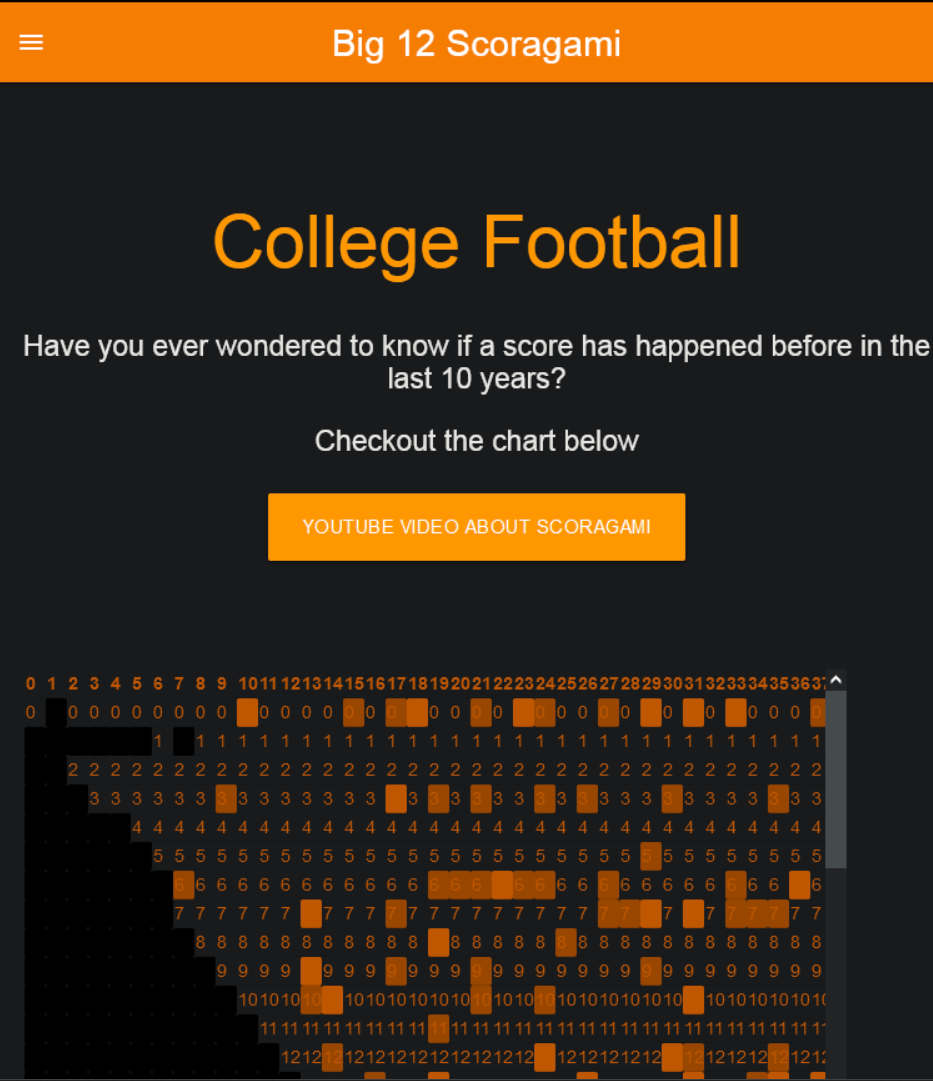 Big 12 Scoragami
College Football
Have you ever wondered to know if a score has happened before in the
last 10 years?
Checkout the chart below
YOUTUBE VIDEO ABOUT SCORAGAMI
0 1 2 3 4 5 6 7 8 9 10 11 12 13 14 15 16 17 18 19 20 21 22 23 24 25 26 27 28 29 30 31 32 33 34 35 36
0 0 0 0 0 0 0 0 0 0 0 0 0 0 0 0 0 0 0 0 0 0 0 0 0 0 0 0 0 0 0
1 1 1 1 1 1 1 1 1 1 1 1 1 1 1 1 1 1 1 1 1 1 1 1 1 1 1 1 1 1 1
2 2 2 2 2 2 2 2 2 2 2 2 2 2 2 2 2 2 2 2 2 2 2 2 2 2 2 2 2 2 2 2 2 2 2 2
3 3 3 3 3 3 3 3 3 3 3 3 3 3 3 3 3 3 3 3 3 3 3 3 3 3 3 3 3 3 3 3 3 3
4 4 4 4 4 4 4 4 4 4 4 4 4 4 4 4 4 4 4 4 4 4 4 4 4 4 4 4 4 4 4 4 4
5 5 5 5 5 5 5 5 5 5 5 5 5 5 5 5 5 5 5 5 5 5 5 5 5 5 5 5 5 5 5 5
6 6 6 6 6 6 6 6 6 6 6 6 6 6 6 6 6 6 6 6 6 6 6 6 6 6 6 6 6
7 7 7 7 7 7 7 7 7 7 7 7 7 7 7 7 7 7 7 7 7 7 7 7 7 7 7 7
8 8 8 8 8 8 8 8 8 8 8 8 8 8 8 8 8 8 8 8 8 8 8 8 8 8 8 8 8
9 9 9 9 9 9 9 9 9 9 9 9 9 9 9 9 9 9 9 9 9 9 9 9 9 9 9 9
10 10 10 10 10 10 10 10 10 10 10 10 10 10 10 10 10 10 10 10 10 10 10 10 10
11 11 11 11 11 11 11 11 11 11 11 11 11 11 11 11 11 11 11 11 11 11 11 11 11 11
12 12 12 12 12 12 12 12 12 12 12 12 12 12 12 12 12 12 12 12 12 12 12 12